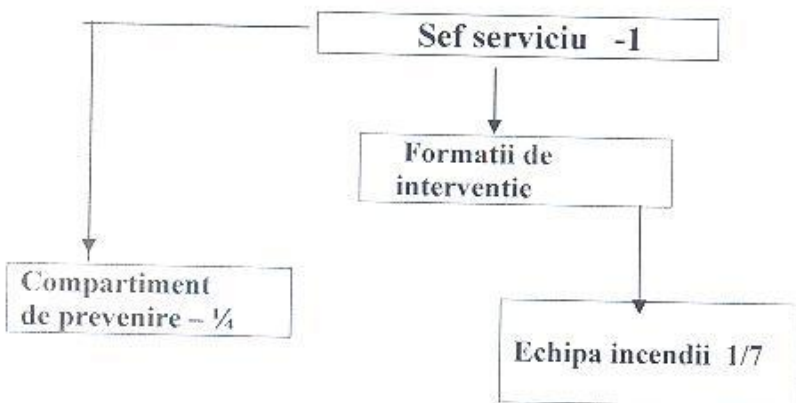 Sef serviciu -1
Formatii de
interventie
Compartiment
de prevenire – ¼
Echipa incendii 1/7